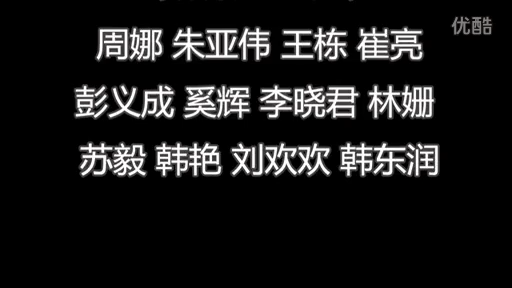 优酷
周娜 朱亚伟 王栋 崔亮
彭义成 奚辉 李晓君 林姗
苏毅 韩艳 刘欢欢 韩东润